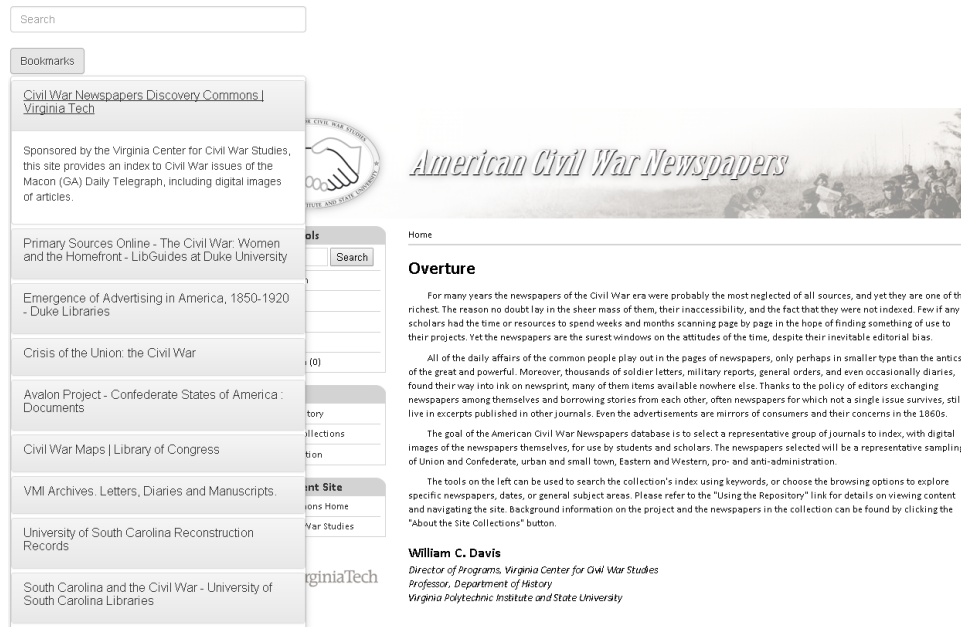 Search
Bookmarks
Civil War Newspapers Discovery Commons |
Virginia Tech
Sponsored by the Virginia Center for Civil War Studies,
this site provides an index to Civil War issues of the
Macon (GA) Daily Telegraph, including digital images
of articles.
Primary Sources Online - The Civil War: Women
and the Homefront - LibGuides at Duke University
Emergence of Advertising in America, 1850-1920
- Duke Libraries
Crisis of the Union: the Civil War
Avalon Project - Confederate States of America :
Documents
Civil War Maps | Library of Congress
VMI Archives. Letters, Diaries and Manuscripts.
University of South Carolina Reconstruction
Records
South Carolina and the Civil War - University of
South Carolina Libraries
CIVIL WAR STUDIES
AND STATE UNIVERSITY
Search
(0)
War Studies
American Civil War Newspapers
Home
Overture
For many years the newspapers of the Civil War era were probably the most neglected of all sources, and yet they are one of
richest. The reason no doubt lay in the sheer mass of them, their inaccessibility, and the fact that they were not indexed. Few if any
scholars had the time or resources to spend weeks and months scanning page by page in the hope of finding something of use to
their projects. Yet the newspapers are the surest windows on the attitudes of the time, despite their inevitable editorial bias.
All of the daily affairs of the common people play out in the pages of newspapers, only perhaps in smaller type than the antics
of the great and powerful. Moreover, thousands of soldier letters, military reports, general orders, and even occasionally diaries,
found their way into ink on newsprint, many of them items available nowhere else. Thanks to the policy of editors exchanging
newspapers among themselves and borrowing stories from each other, often newspapers for which not a single issue survives, still
live in excerpts published in other journals. Even the advertisements are mirrors of consumers and their concerns in the 1860s.
The goal of the American Civil War Newspapers database is to select a representative group of journals to index, with digital
images of the newspapers themselves, for use by students and scholars. The newspapers selected will be a representative sampling
of Union and Confederate, urban and small town, Eastern and Western, pro- and anti-administration.
The tools on the left can be used to search the collection's index using keywords, or choose the browsing options to explore
specific newspapers, dates, or general subject areas. Please refer to the "Using the Repository" link for details on viewing content
and navigating the site. Background information on the project and the newspapers in the collection can be found by clicking the
"About the Site Collections" button.
William C. Davis
Director of Programs, Virginia Center for Civil War Studies
Professor, Department of History
Virginia Polytechnic Institute and State University